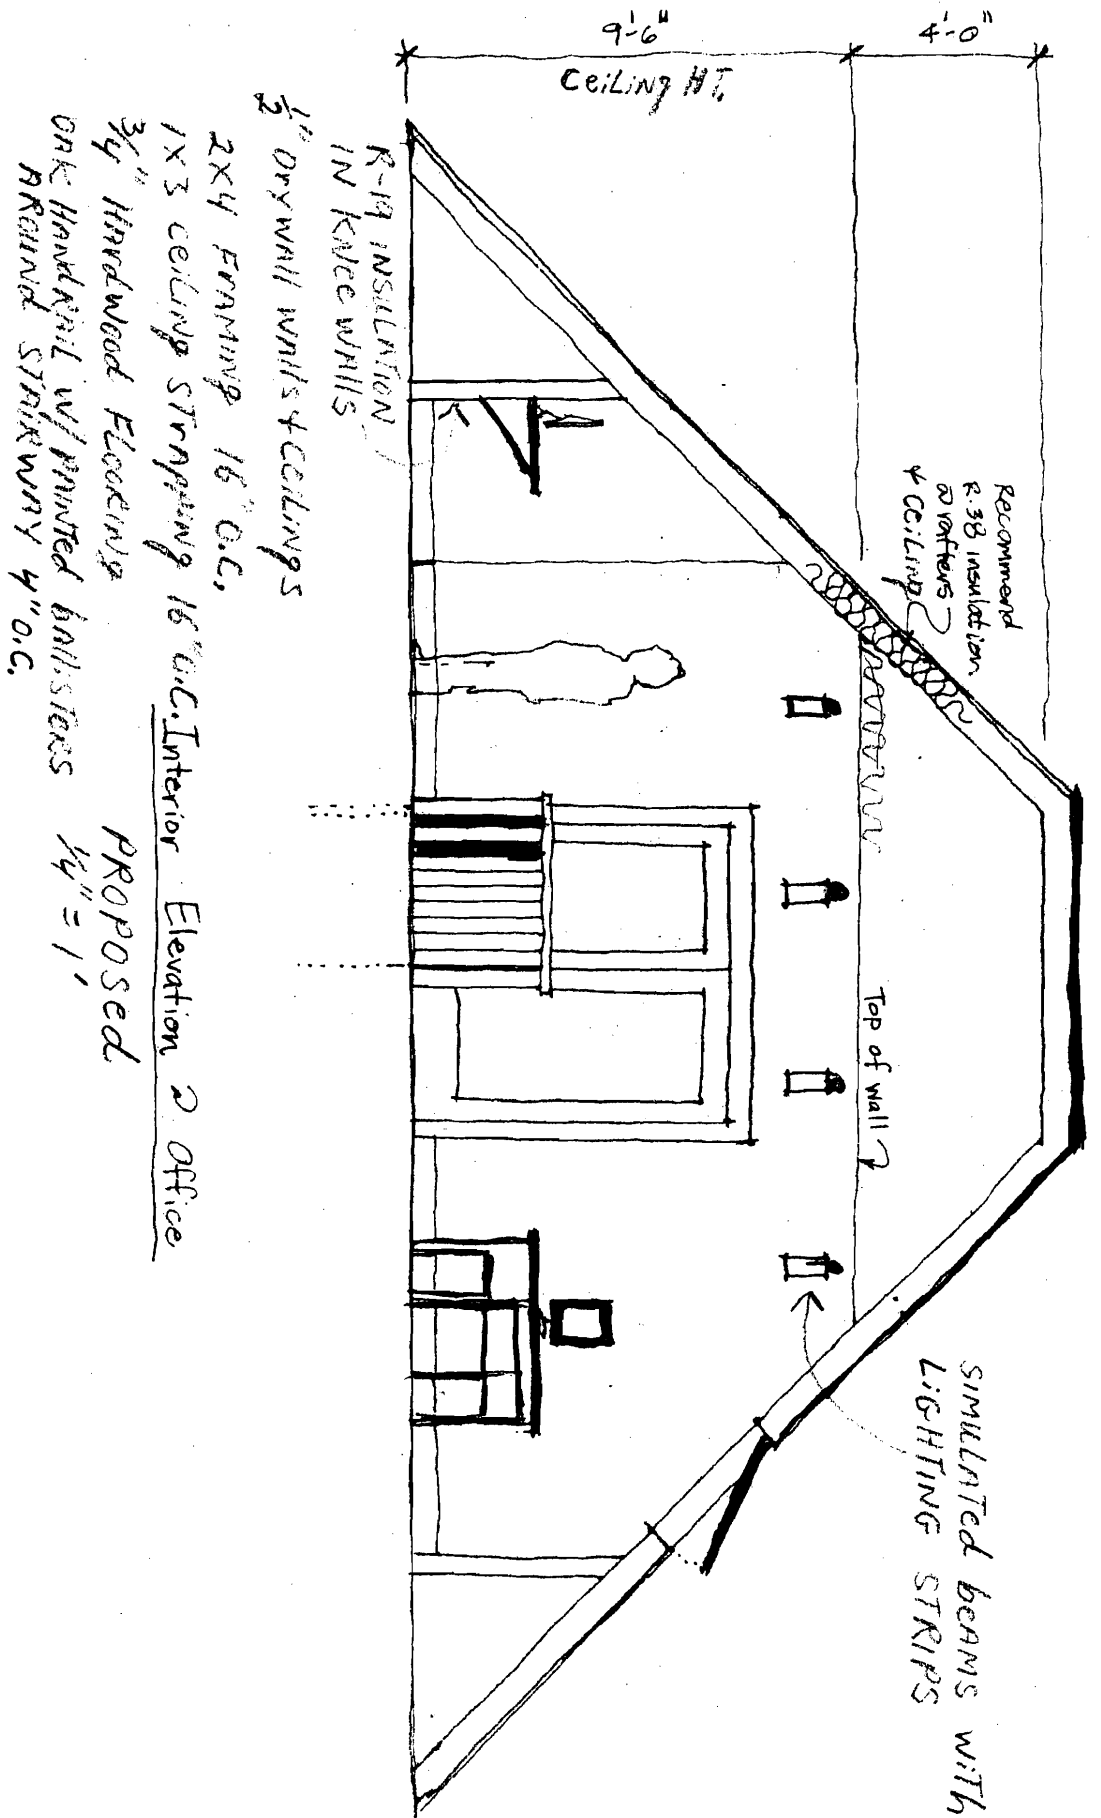 9'-6"
4'-0"
Ceiling HT.
Recommend
R-38 insulation
@ rafters
+ ceiling
Top of wall
SIMULATED beAMS with
LIGHTING STRIPS
R-19 INSULATION
IN KNEE WALLS
1/2" Drywall walls + ceilings
2X4 FRAMING 16" O.C.
1X3 ceiling STRAPPING 16" O.C.
3/4" HARDWOOD FLOORING
OAK HANDRAIL W/PAINTED bALLISTERS
AROUND STAIRWAY 4" O.C.
Interior Elevation @ Office
PROPOSED
1/4" = 1'